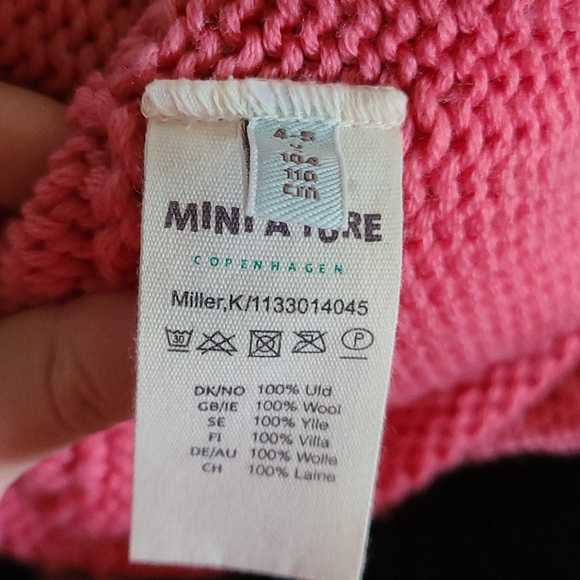 4-5
-
104
110
cm
MINI A TURE
COPENHAGEN
Miller,K/1133014045
30 P
DK/NO 100% Uld
GB/IE 100% Wool
SE 100% Ylle
FI 100% Villa
DE/AU 100% Wolle
CH 100% Laine